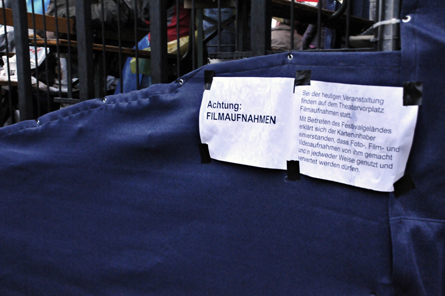 Achtung:
FILMAUFNAHMEN
Bei der heutigen Veranstaltung
finden auf dem Theatervorplatz
Filmaufnahmen statt.
Mit Betreten des Festivalgeländes
erklärt sich der Karteninhaber
einverstanden, dass Foto-, Film- und
Videoaufnahmen von ihm gemacht
und in jedweder Weise genutzt und
verwertet werden dürfen.